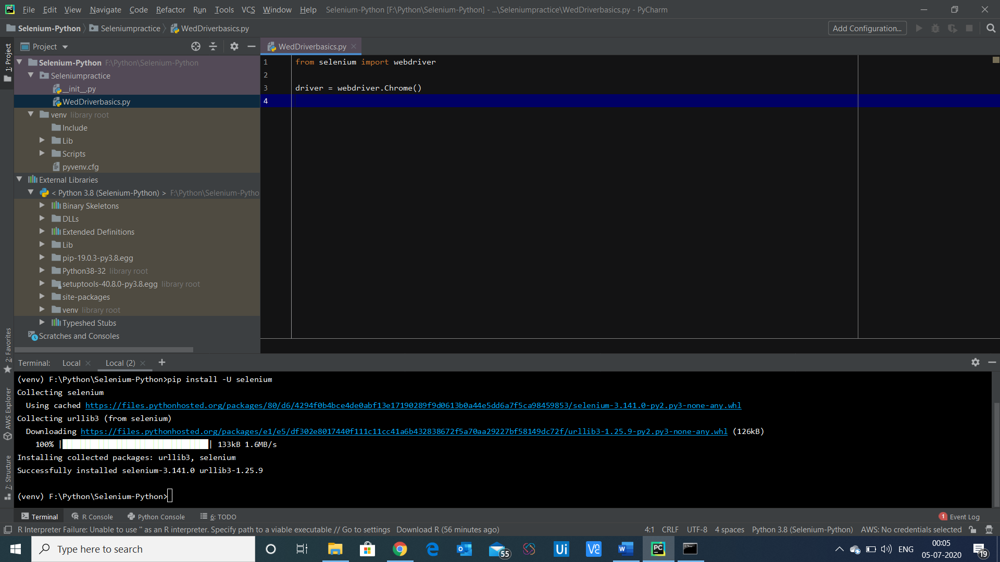 File Edit View Navigate Code Refactor Run Tools VCS Window Help Selenium-Python [F:\Python\Selenium-Python] - ...\Seleniumpractice\WedDriverbasics.py - PyCharm
Selenium-Python Seleniumpractice WedDriverbasics.py Add Configuration...
Project
WedDriverbasics.py
1: Project
Selenium-Python F:\Python\Selenium-Python
Seleniumpractice
__init__.py
WedDriverbasics.py
venv library root
Include
Lib
Scripts
pyvenv.cfg
External Libraries
< Python 3.8 (Selenium-Python) > F:\Python\Selenium-Pytho
Binary Skeletons
DLLs
Extended Definitions
Lib
pip-19.0.3-py3.8.egg
Python38-32 library root
setuptools-40.8.0-py3.8.egg library root
site-packages
venv library root
Typeshed Stubs
Scratches and Consoles
1 from selenium import webdriver
2
3 driver = webdriver.Chrome()
4
2: Favorites
AWS Explorer
7: Structure
Terminal: Local Local (2) +
(venv) F:\Python\Selenium-Python>pip install -U selenium
Collecting selenium
Using cached https://files.pythonhosted.org/packages/80/d6/4294f0b4bce4de0abf13e17190289f9d0613b0a44e5dd6a7f5ca98459853/selenium-3.141.0-py2.py3-none-any.whl
Collecting urllib3 (from selenium)
Downloading https://files.pythonhosted.org/packages/e1/e5/df302e8017440f111c11cc41a6b432838672f5a70aa29227bf58149dc72f/urllib3-1.25.9-py2.py3-none-any.whl (126kB)
100% |████████████████████████████████| 133kB 1.6MB/s
Installing collected packages: urllib3, selenium
Successfully installed selenium-3.141.0 urllib3-1.25.9
(venv) F:\Python\Selenium-Python>
Terminal R Console Python Console 6: TODO 1 Event Log
R Interpreter Failure: Unable to use '' as an R interpreter. Specify path to a viable executable // Go to settings Download R (56 minutes ago) 4:1 CRLF UTF-8 4 spaces Python 3.8 (Selenium-Python) AWS: No credentials selected
Type here to search 55 Ui W PC ENG 00:05
05-07-2020 19